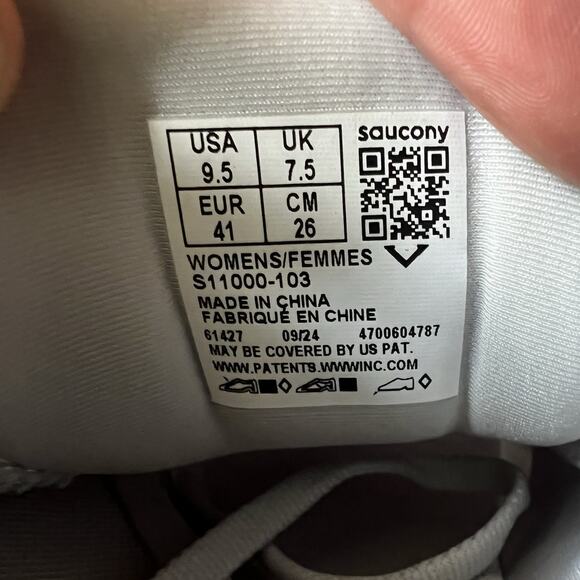 saucony
USA UK
9.5 7.5
EUR CM
41 26
WOMENS/FEMMES
S11000-103
MADE IN CHINA
FABRIQUÉ EN CHINE
61427 09/24 4700604787
MAY BE COVERED BY US PAT.
WWW.PATENTS.WWWINC.COM